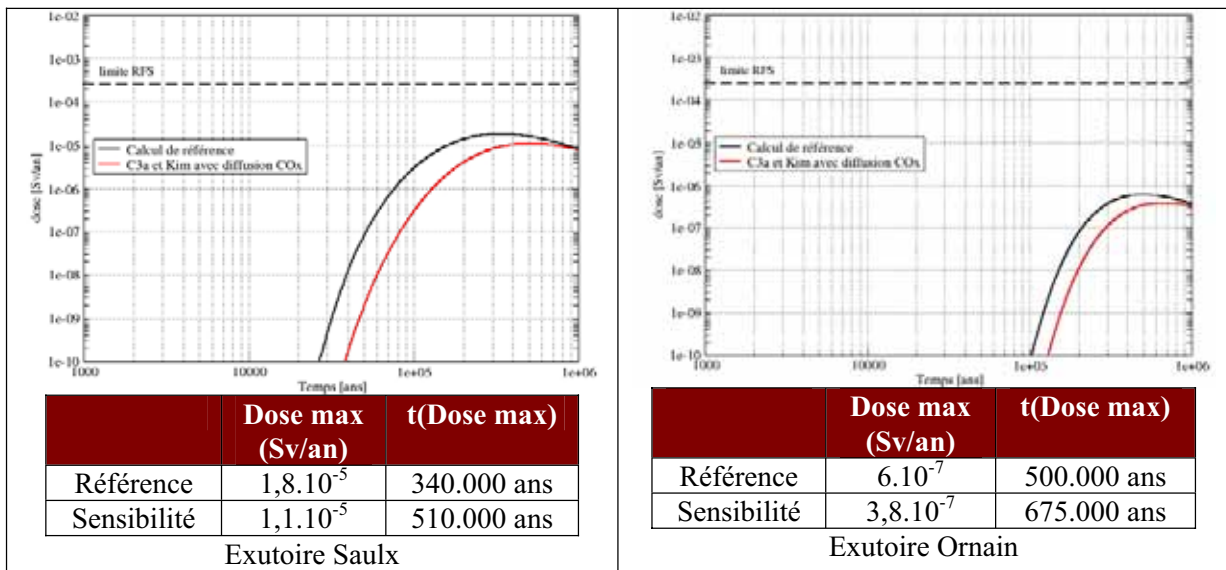 1e-02
1e-03
limite RFS
1e-04
Calcul de référence
C3a et Kim avec diffusion COx
1e-05
dose [Sv/an]
1e-06
1e-07
1e-08
1e-09
1e-10
1000 10000 1e+05 1e+06
Temps [ans]
Dose max (Sv/an) t(Dose max)
Référence 1,8.10⁻⁵ 340.000 ans
Sensibilité 1,1.10⁻⁵ 510.000 ans
Exutoire Saulx
1e-02
1e-03
limite RFS
1e-04
1e-05
Calcul de référence
C3a et Kim avec diffusion COx
dose [Sv/an]
1e-06
1e-07
1e-08
1e-09
1e-10
1000 10000 1e+05 1e+06
Temps [ans]
Dose max (Sv/an) t(Dose max)
Référence 6.10⁻⁷ 500.000 ans
Sensibilité 3,8.10⁻⁷ 675.000 ans
Exutoire Ornain